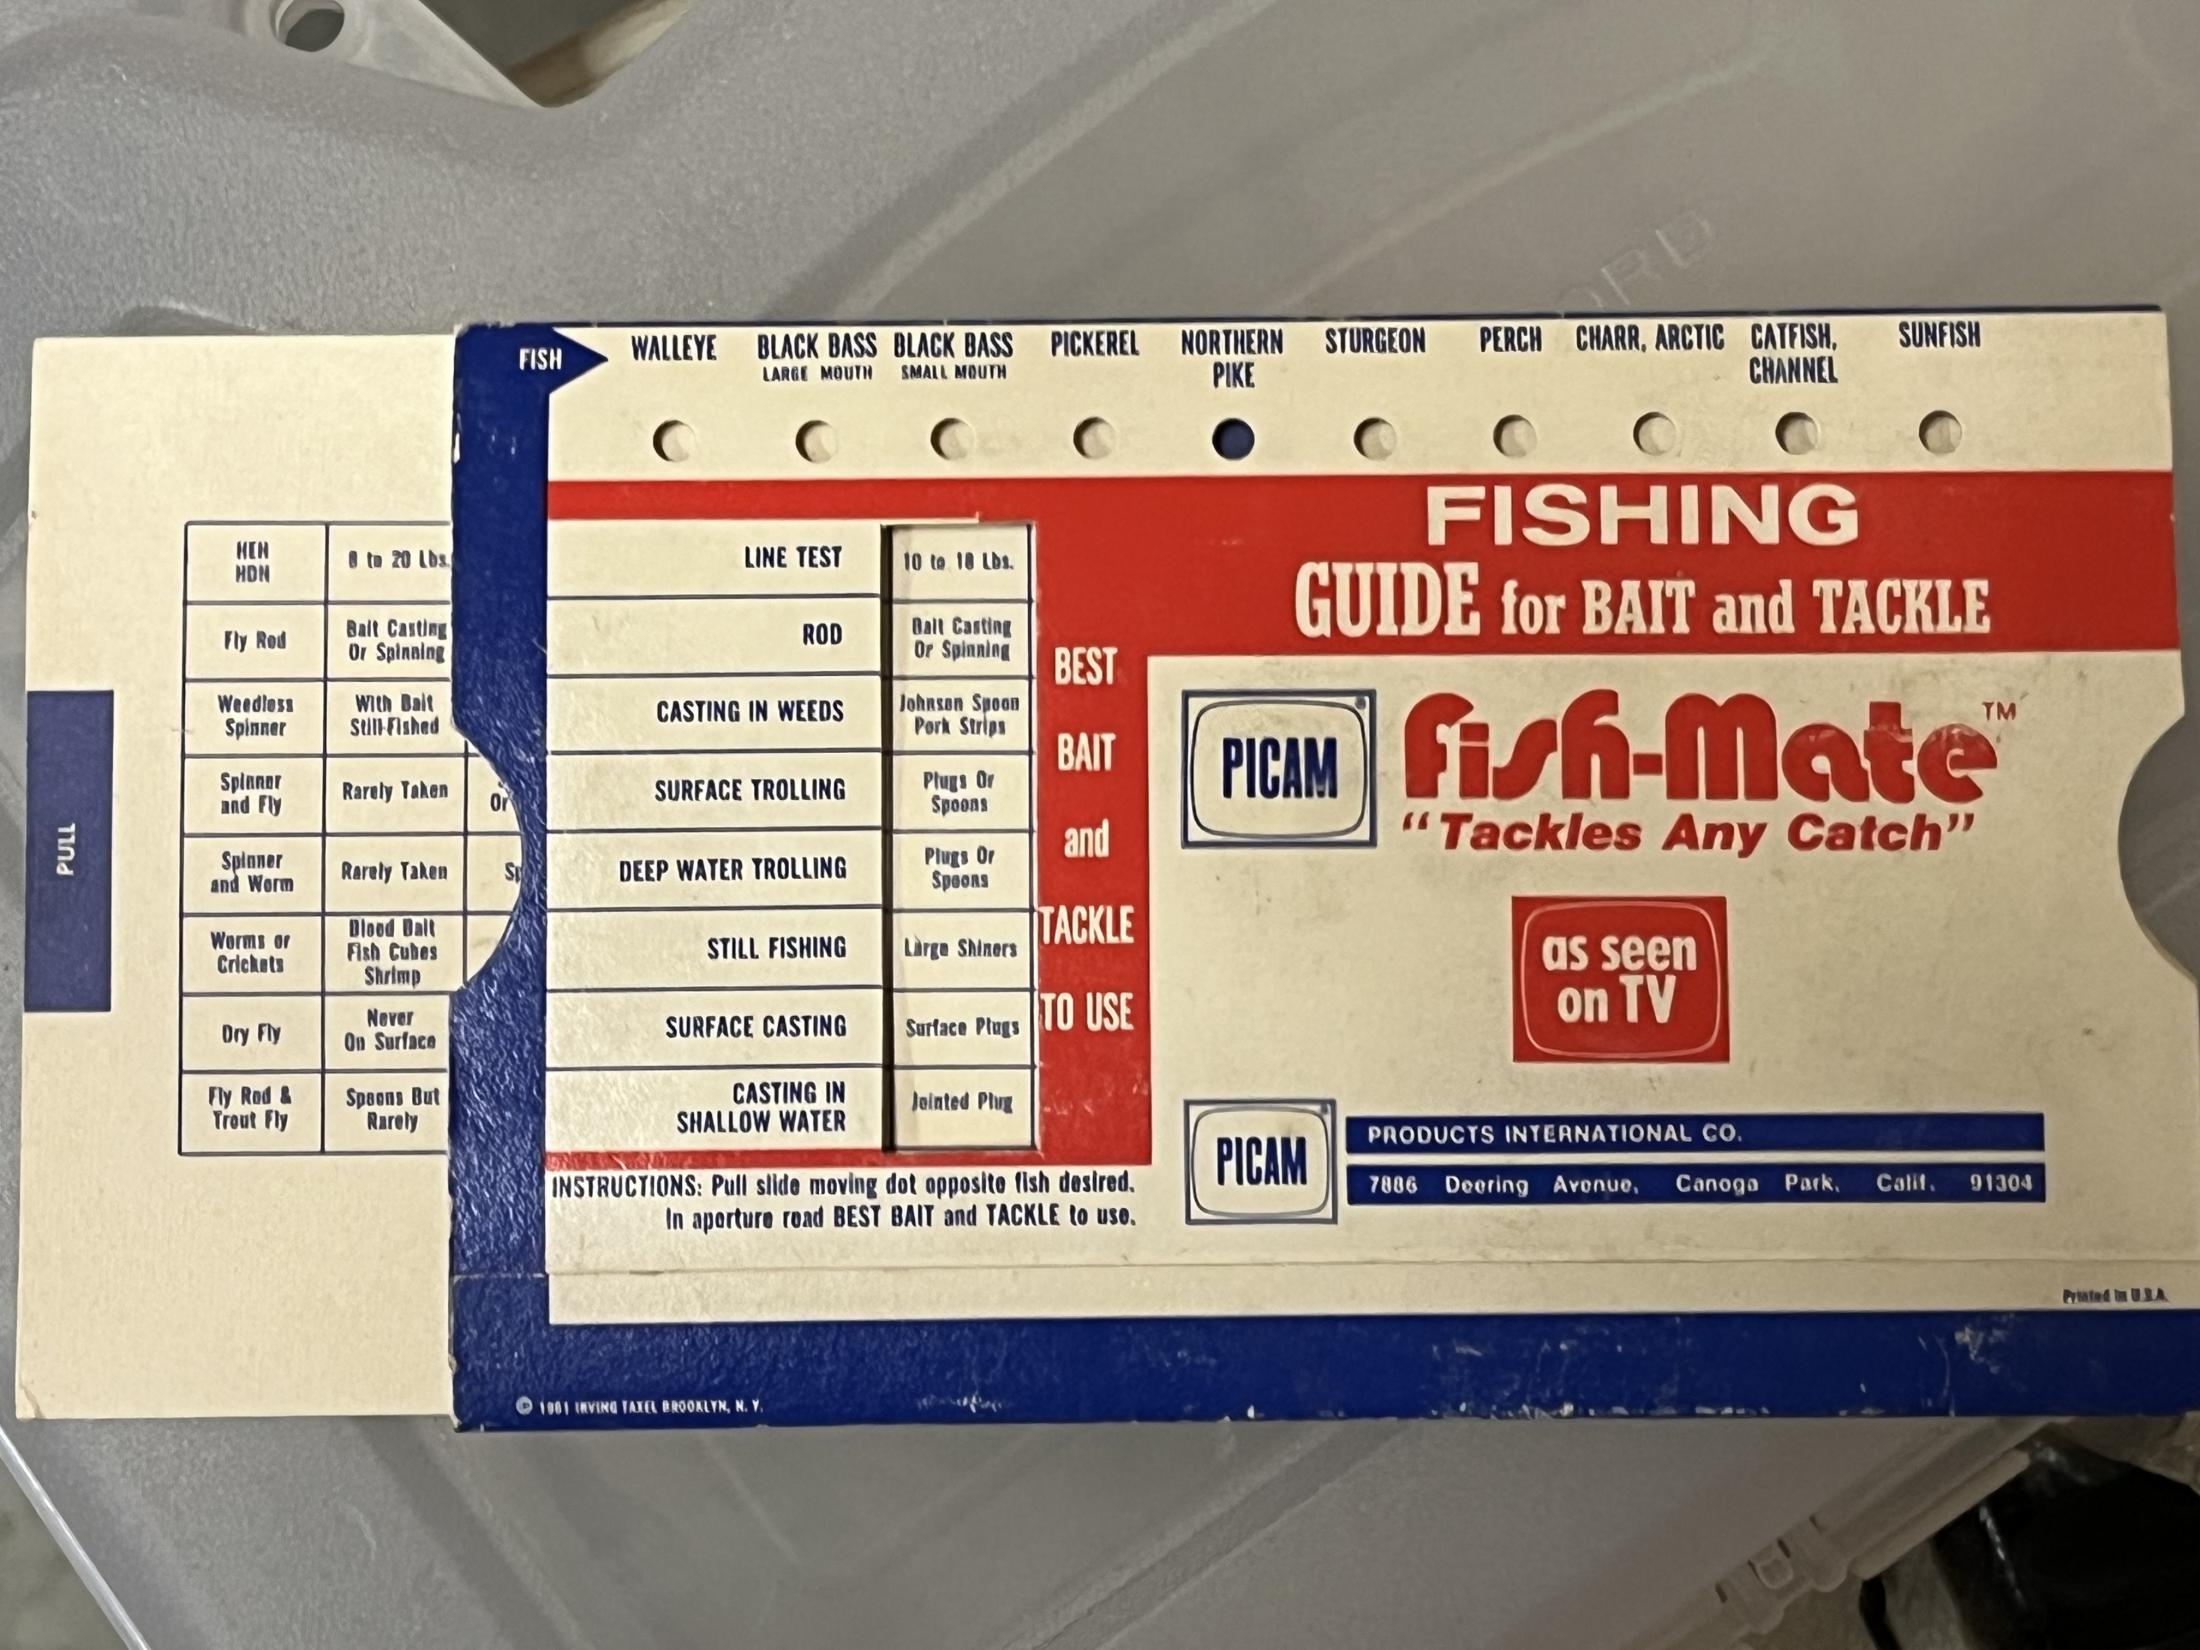 FISH
WALLEYE
BLACK BASS
LARGE MOUTH
BLACK BASS
SMALL MOUTH
PICKEREL
NORTHERN
PIKE
STURGEON
PERCH
CHARR, ARCTIC
CATFISH,
CHANNEL
SUNFISH
FISHING
GUIDE for BAIT and TACKLE
PULL
HEN
HDN
8 to 20 Lbs.
Fly Rod
Bait Casting
Or Spinning
Weedless
Spinner
With Bait
Still-Fished
Spinner
and Fly
Rarely Taken
Or
Spinner
and Worm
Rarely Taken
Sp
Worms or
Crickets
Blood Bait
Fish Cubes
Shrimp
Dry Fly
Never
On Surface
Fly Rod &
Trout Fly
Spoons But
Rarely
LINE TEST
10 to 18 Lbs.
ROD
Bait Casting
Or Spinning
CASTING IN WEEDS
Johnson Spoon
Pork Strips
SURFACE TROLLING
Plugs Or
Spoons
DEEP WATER TROLLING
Plugs Or
Spoons
STILL FISHING
Large Shiners
SURFACE CASTING
Surface Plugs
CASTING IN
SHALLOW WATER
Jointed Plug
BEST
BAIT
and
TACKLE
TO USE
INSTRUCTIONS: Pull slide moving dot opposite fish desired.
In aperture read BEST BAIT and TACKLE to use.
PICAM ®
Fish-Mate™
“Tackles Any Catch”
as seen
on TV
PICAM ®
PRODUCTS INTERNATIONAL CO.
7886 Deering Avenue, Canoga Park, Calif. 91304
Printed in U.S.A.
© 1961 IRVING TAXEL BROOKLYN, N. Y.